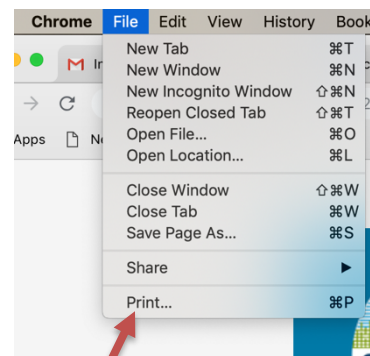 Chrome File Edit View History
New Tab ⌘T
New Window ⌘N
New Incognito Window ⇧⌘N
Reopen Closed Tab ⇧⌘T
Open File... ⌘O
Open Location... ⌘L
Close Window ⇧⌘W
Close Tab ⌘W
Save Page As... ⌘S
Share ▶
Print... ⌘P
Apps